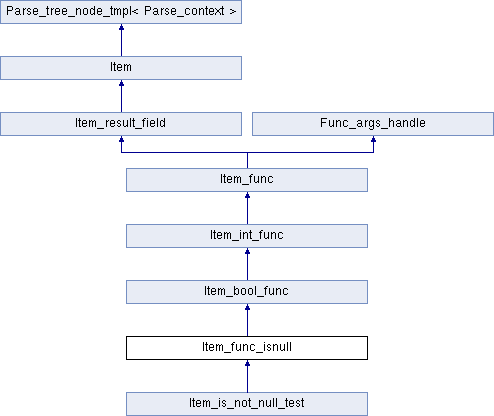 Parse_tree_node_tmpl< Parse_context >
Item
Item_result_field
Func_args_handle
Item_func
Item_int_func
Item_bool_func
Item_func_isnull
Item_is_not_null_test